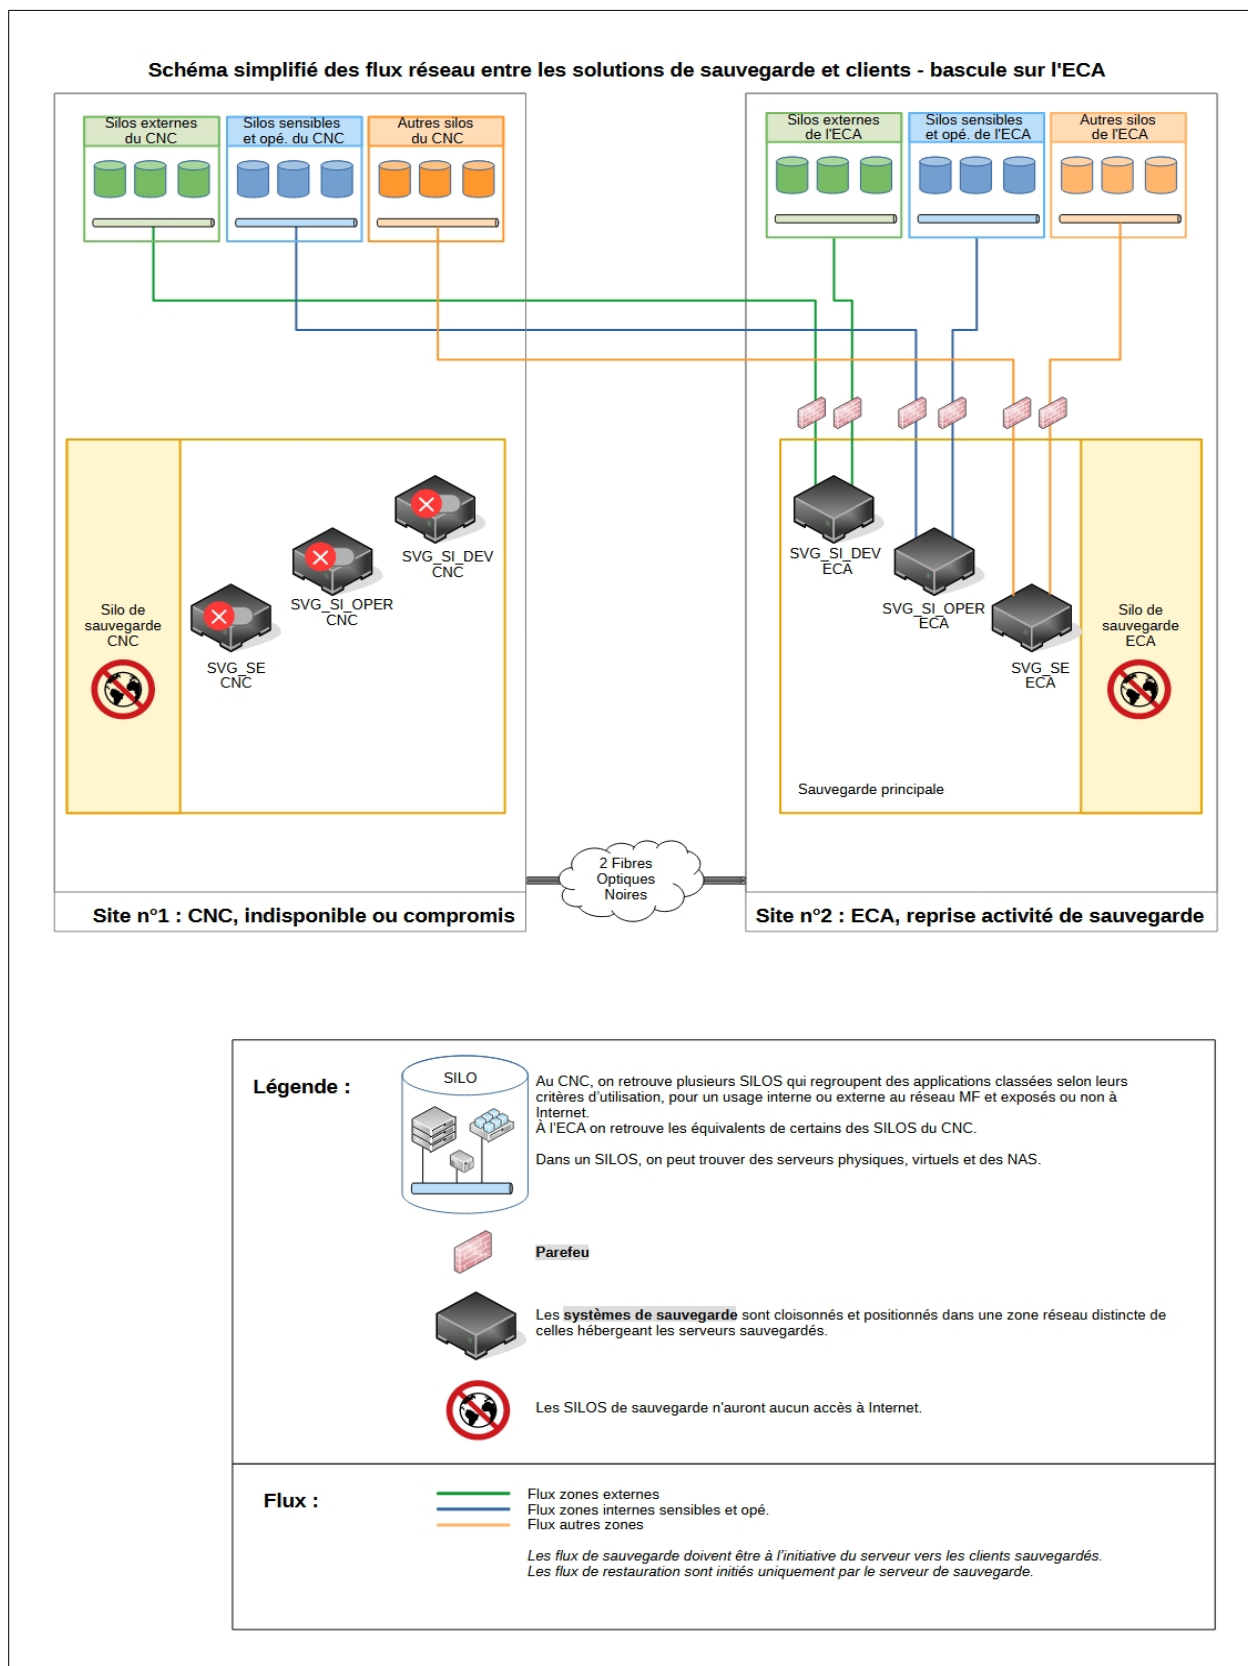 Schéma simplifié des flux réseau entre les solutions de sauvegarde et clients - bascule sur l'ECA
Silos externes
du CNC
Silos sensibles
et opé. du CNC
Autres silos
du CNC
Silos externes
de l'ECA
Silos sensibles
et opé. de l'ECA
Autres silos
de l'ECA
SVG_SI_DEV
CNC
SVG_SI_OPER
CNC
SVG_SE
CNC
Silo de
sauvegarde
CNC
SVG_SI_DEV
ECA
SVG_SI_OPER
ECA
SVG_SE
ECA
Silo de
sauvegarde
ECA
Sauvegarde principale
2 Fibres
Optiques
Noires
Site n°1 : CNC, indisponible ou compromis
Site n°2 : ECA, reprise activité de sauvegarde
Légende :
SILO
Au CNC, on retrouve plusieurs SILOS qui regroupent des applications classées selon leurs
critères d'utilisation, pour un usage interne ou externe au réseau MF et exposés ou non à
Internet.
À l'ECA on retrouve les équivalents de certains des SILOS du CNC.
Dans un SILOS, on peut trouver des serveurs physiques, virtuels et des NAS.
Parefeu
Les systèmes de sauvegarde sont cloisonnés et positionnés dans une zone réseau distincte de
celles hébergeant les serveurs sauvegardés.
Les SILOS de sauvegarde n'auront aucun accès à Internet.
Flux :
Flux zones externes
Flux zones internes sensibles et opé.
Flux autres zones
Les flux de sauvegarde doivent être à l'initiative du serveur vers les clients sauvegardés.
Les flux de restauration sont initiés uniquement par le serveur de sauvegarde.